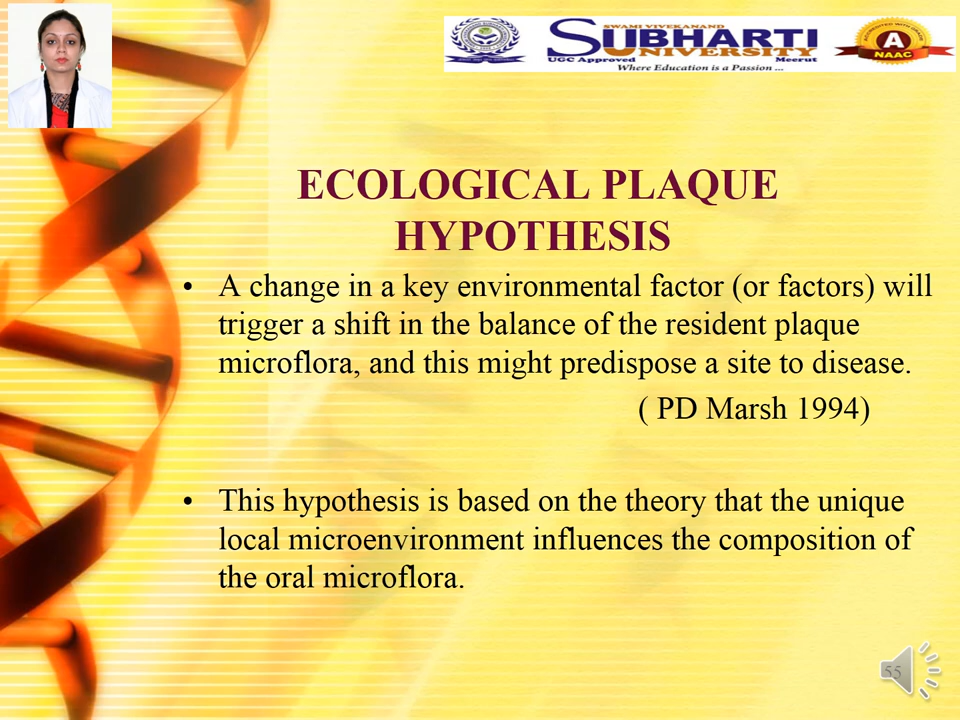 SWAMI VIVEKANAND
SUBHARTI
UNIVERSITY
UGC Approved Meerut
Where Education is a Passion ...
ACCREDITED WITH GRADE
A
NAAC
ECOLOGICAL PLAQUE
HYPOTHESIS
• A change in a key environmental factor (or factors) will
trigger a shift in the balance of the resident plaque
microflora, and this might predispose a site to disease.
( PD Marsh 1994)
• This hypothesis is based on the theory that the unique
local microenvironment influences the composition of
the oral microflora.
55